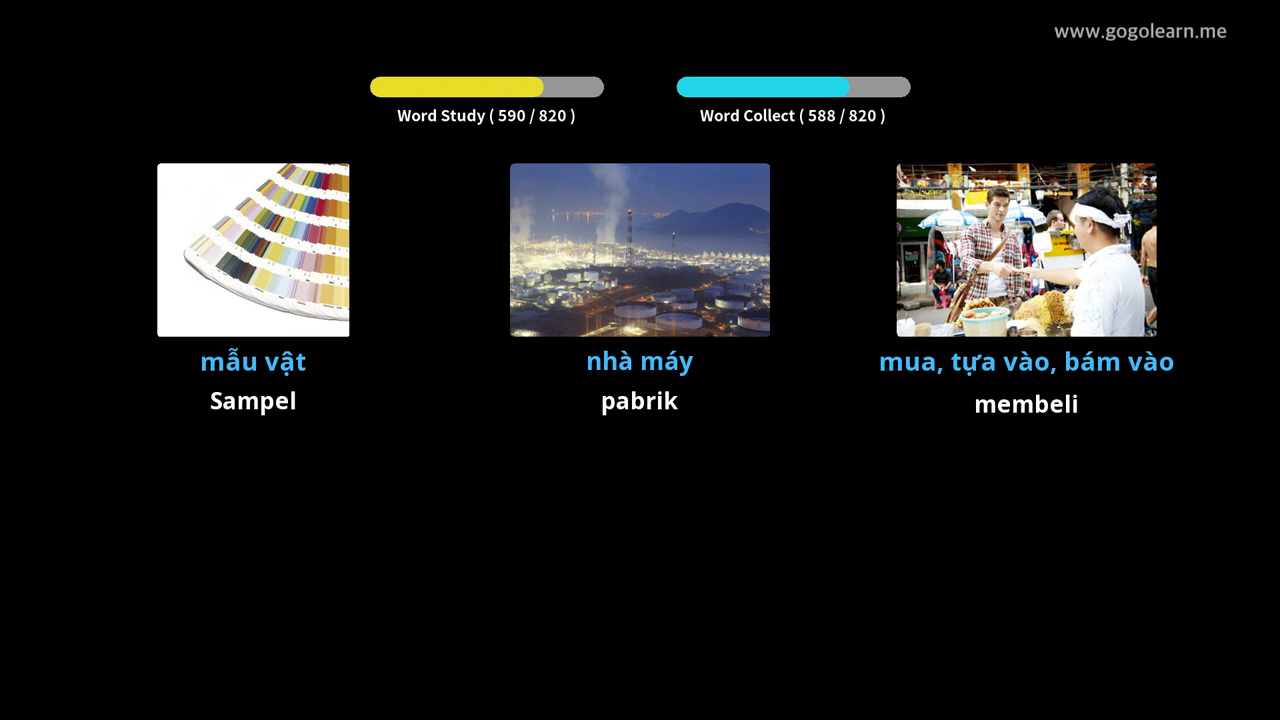 www.gogolearn.me
Word Study ( 590 / 820 )
Word Collect ( 588 / 820 )
mẫu vật
Sampel
nhà máy
pabrik
mua, tựa vào, bám vào
membeli